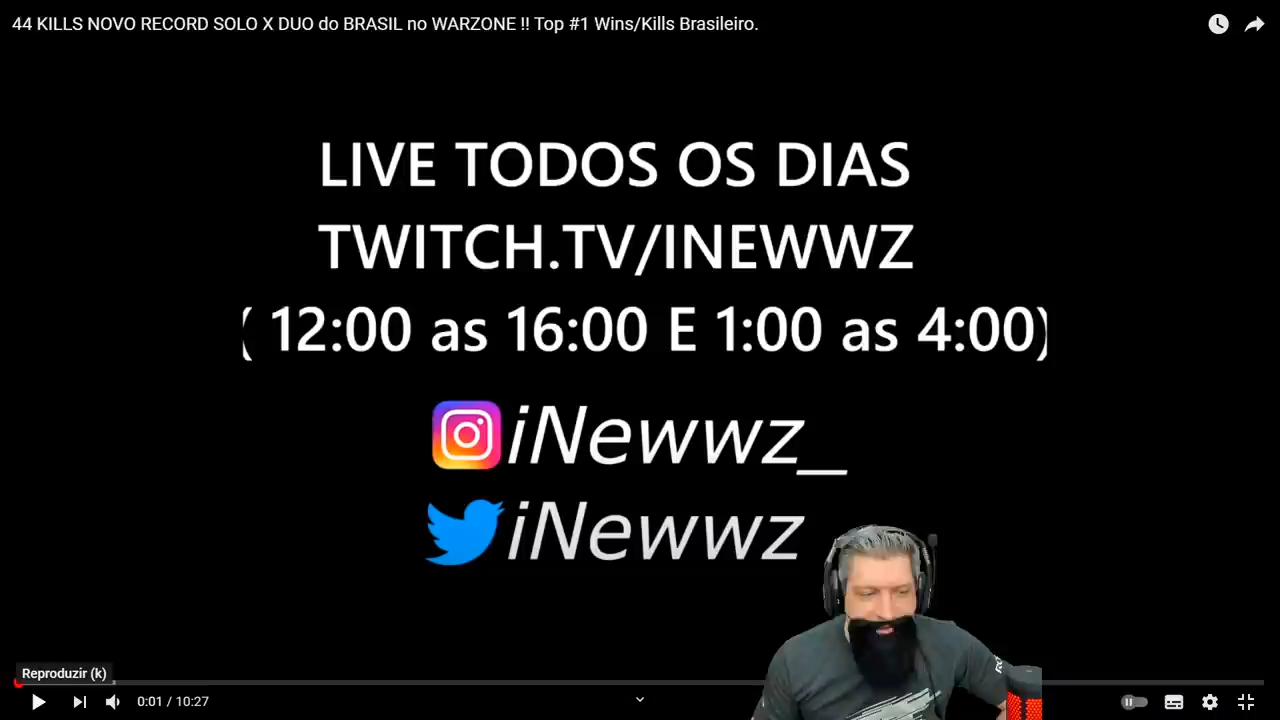 44 KILLS NOVO RECORD SOLO X DUO do BRASIL no WARZONE !! Top #1 Wins/Kills Brasileiro.
LIVE TODOS OS DIAS
TWITCH.TV/INEWWZ
( 12:00 as 16:00 E 1:00 as 4:00)
iNewwz_
iNewwz
Reproduzir (k)
0:01 / 10:27